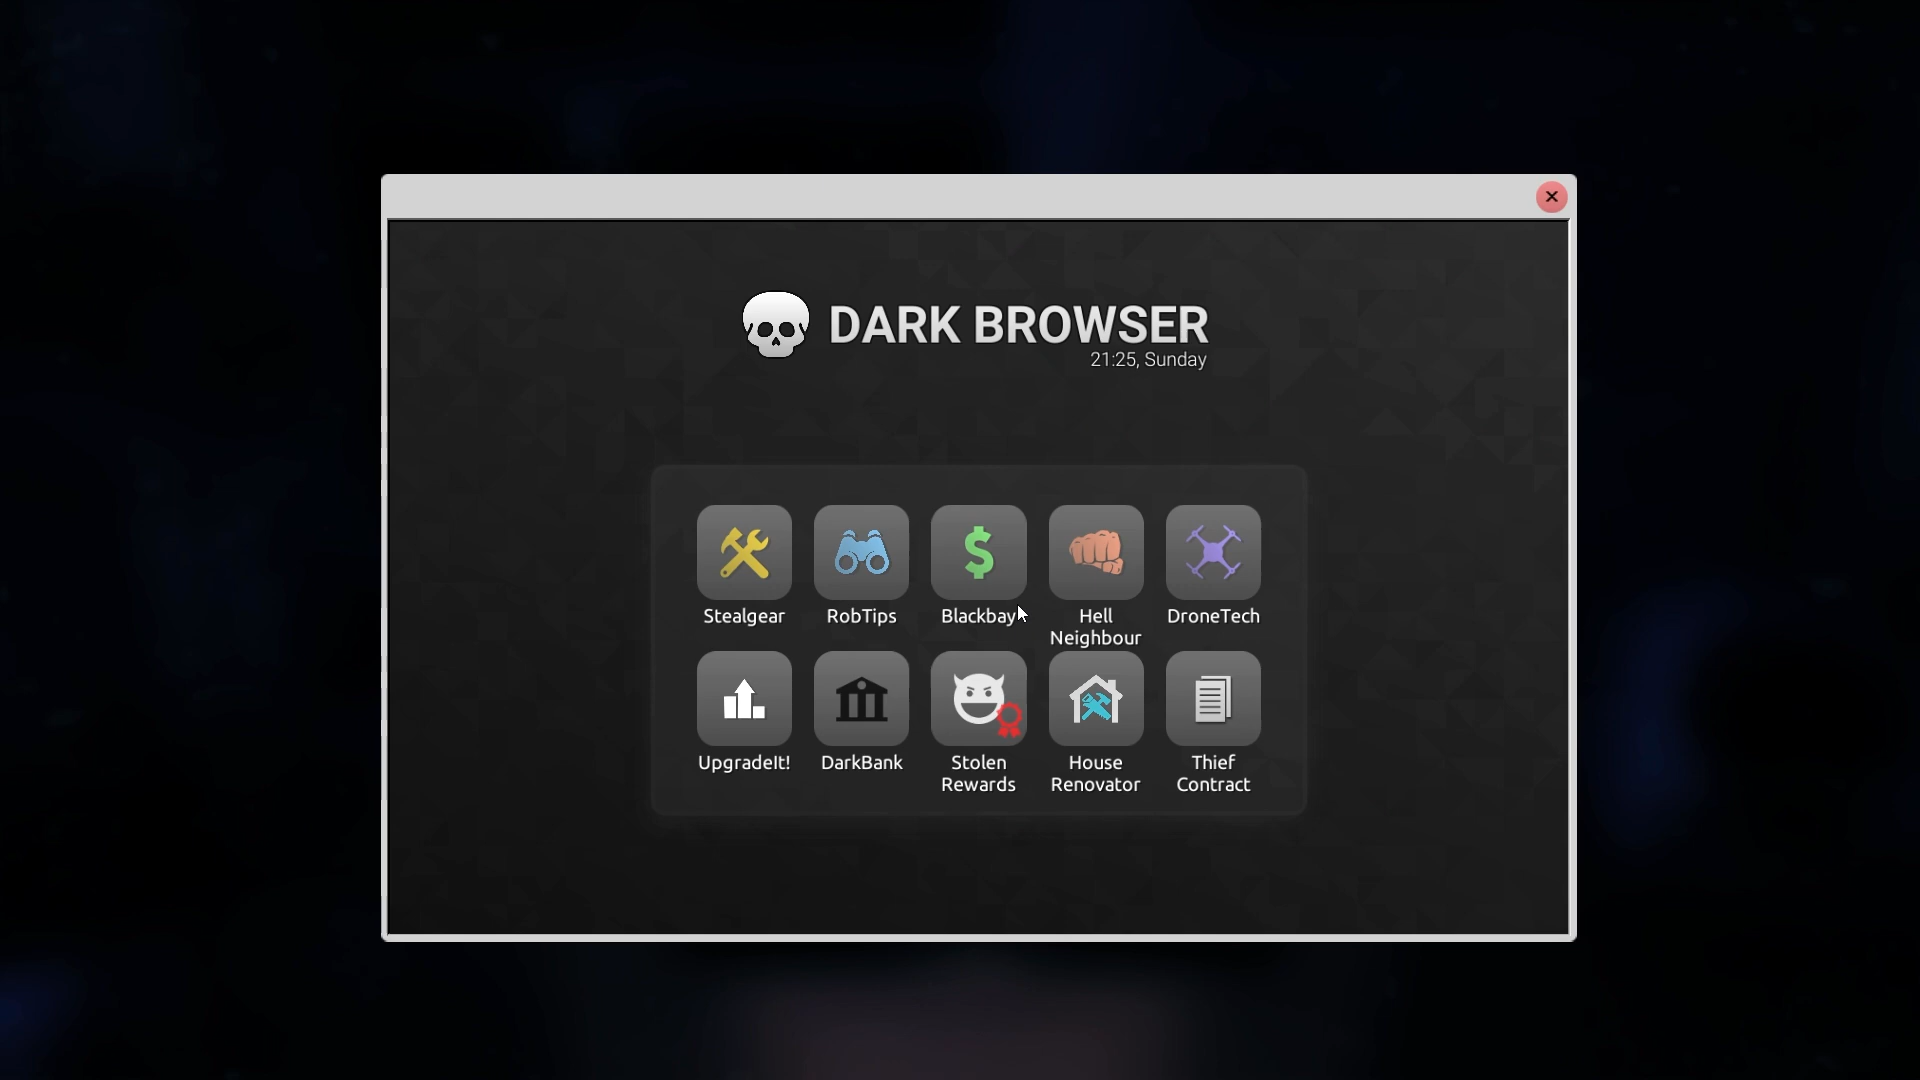 DARK BROWSER
21:25, Sunday
Stealgear
RobTips
Blackbay
Hell
Neighbour
DroneTech
UpgradeIt!
DarkBank
Stolen
Rewards
House
Renovator
Thief
Contract